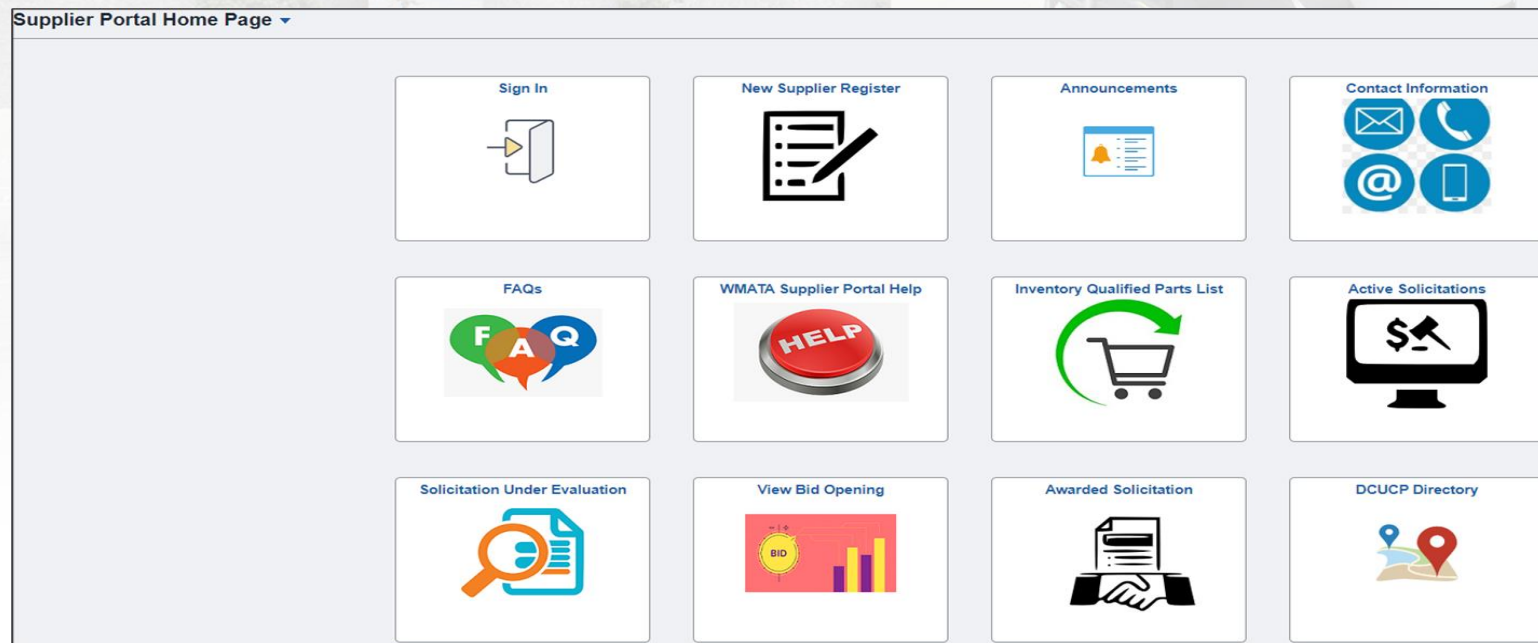 Supplier Portal Home Page
Sign In
New Supplier Register
Announcements
Contact Information
@
FAQs
WMATA Supplier Portal Help
Inventory Qualified Parts List
Active Solicitations
F A Q
HELP
$
Solicitation Under Evaluation
View Bid Opening
Awarded Solicitation
DCUCP Directory
BID